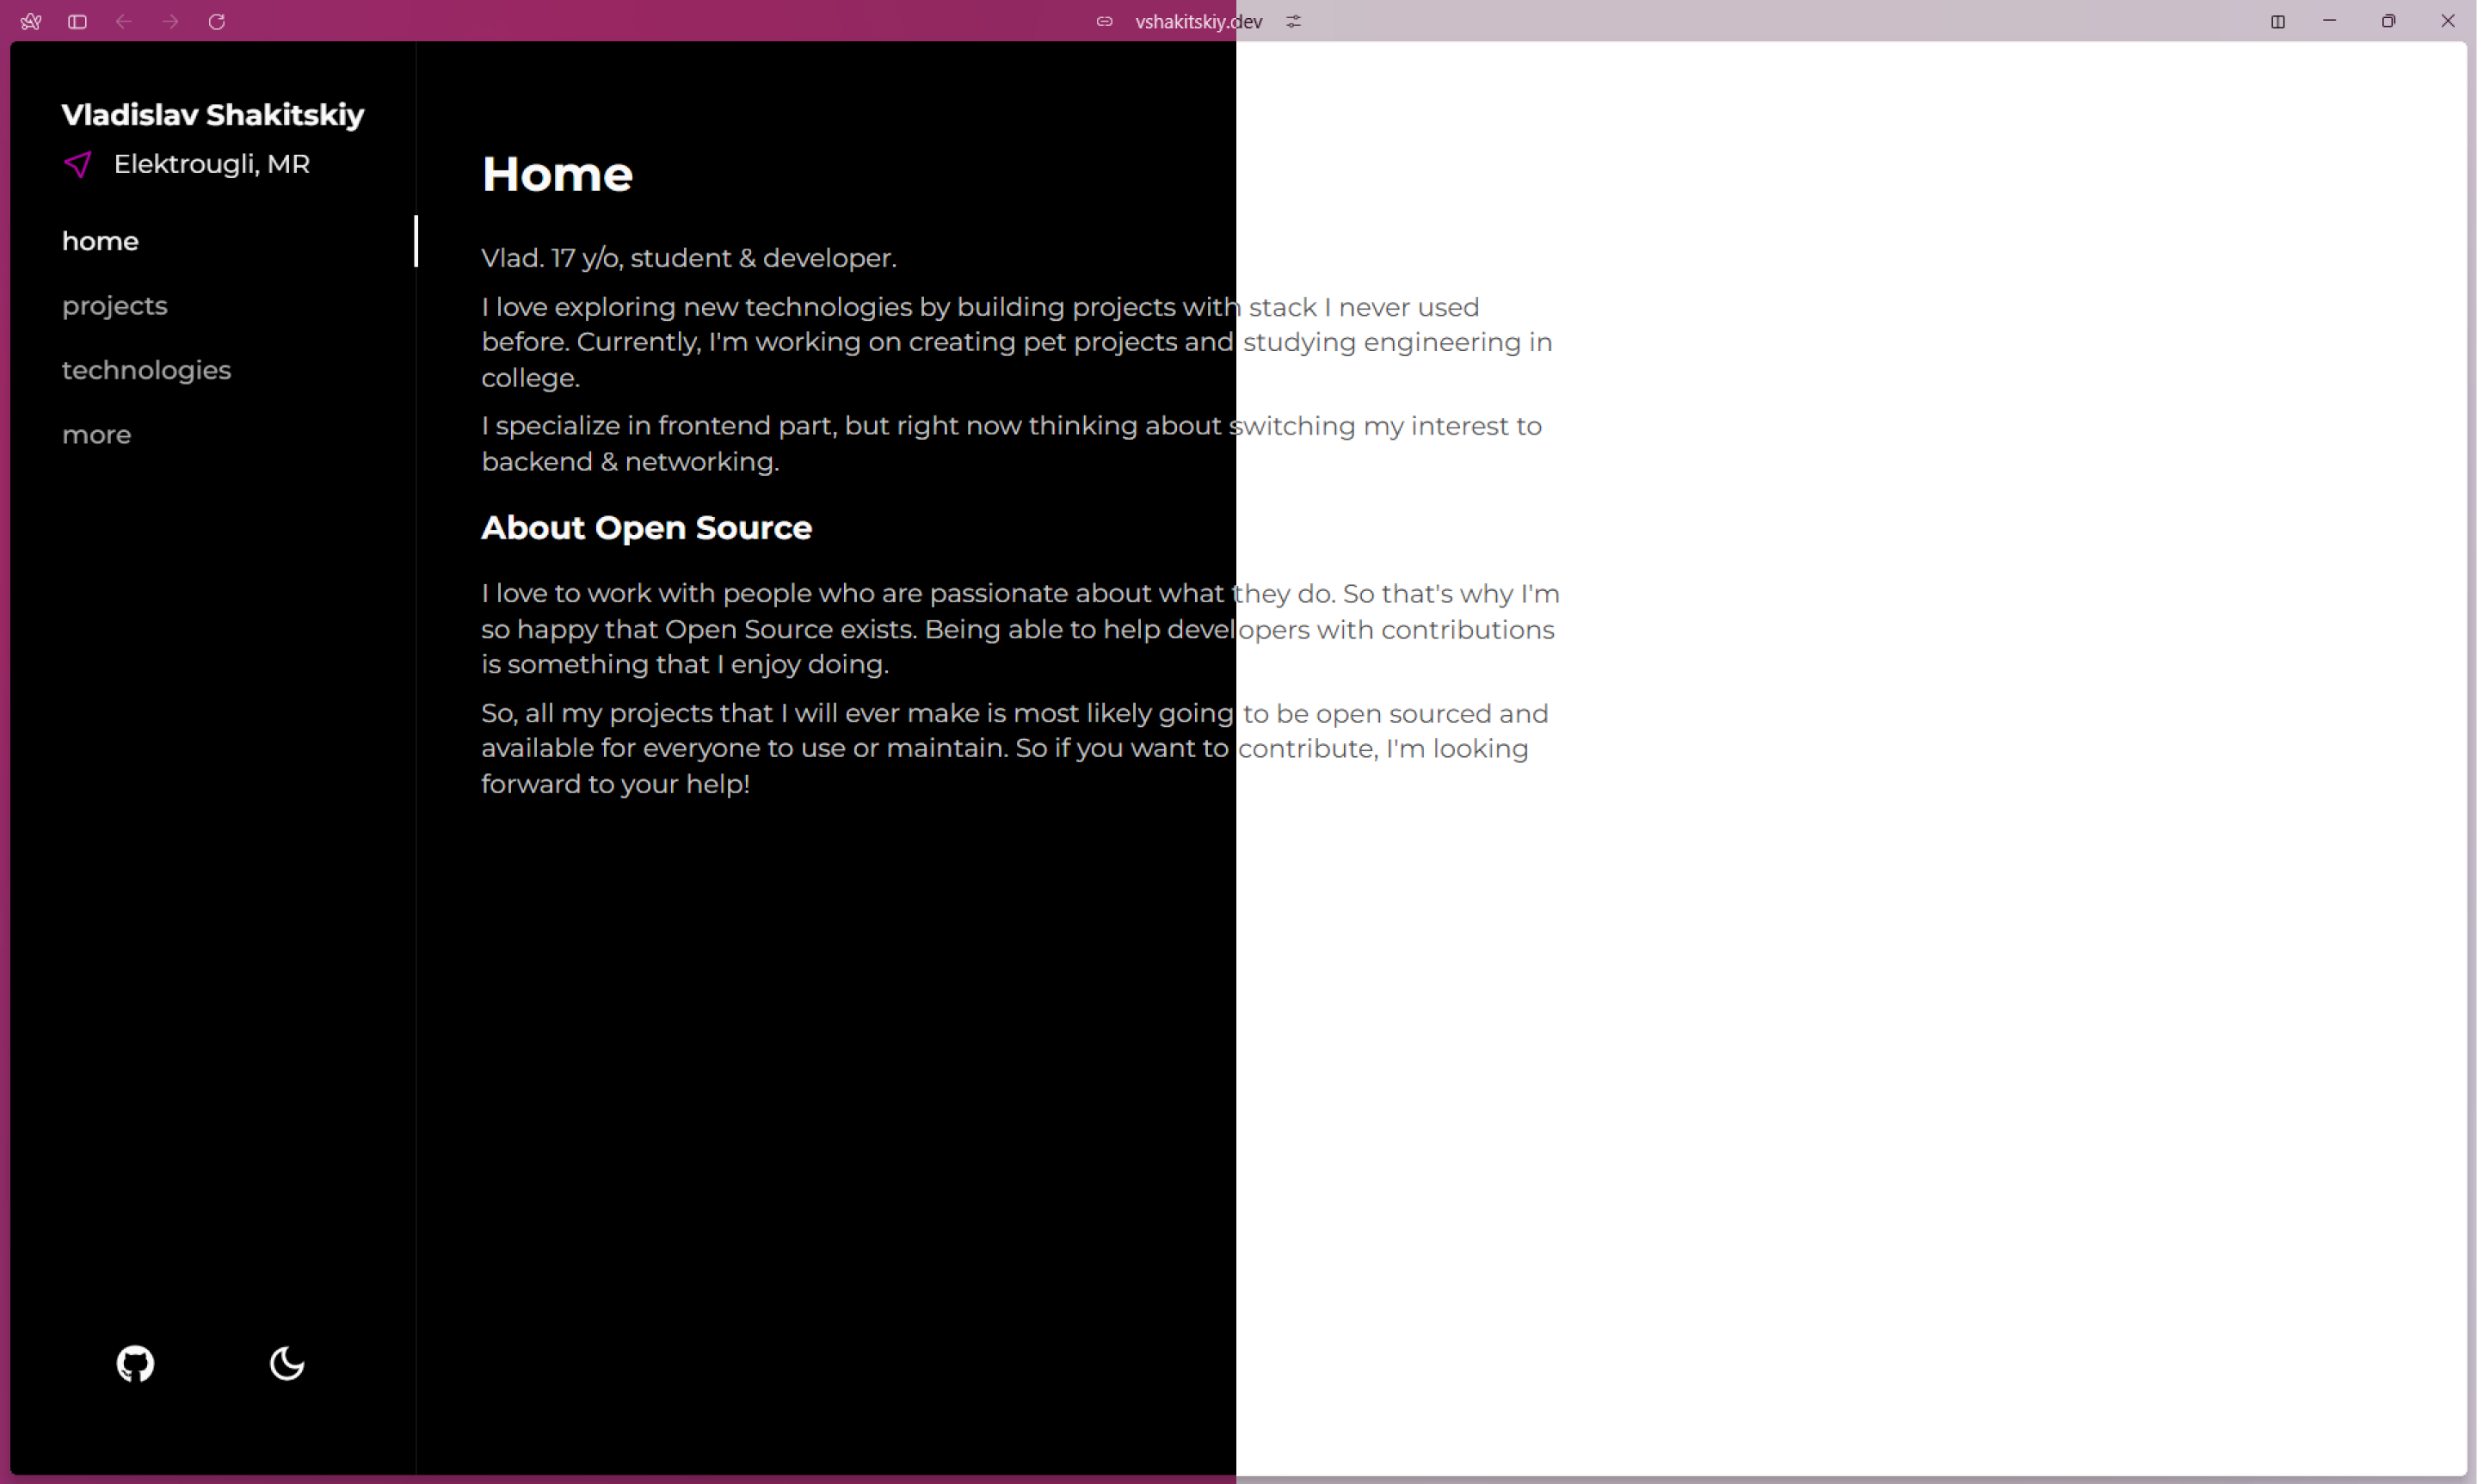 vshakitskiy.dev
Vladislav Shakitskiy
Elektrougli, MR
home
projects
technologies
more
Home
Vlad. 17 y/o, student & developer.
I love exploring new technologies by building projects with stack I never used
before. Currently, I'm working on creating pet projects and studying engineering in
college.
I specialize in frontend part, but right now thinking about switching my interest to
backend & networking.
About Open Source
I love to work with people who are passionate about what they do. So that's why I'm
so happy that Open Source exists. Being able to help developers with contributions
is something that I enjoy doing.
So, all my projects that I will ever make is most likely going to be open sourced and
available for everyone to use or maintain. So if you want to contribute, I'm looking
forward to your help!